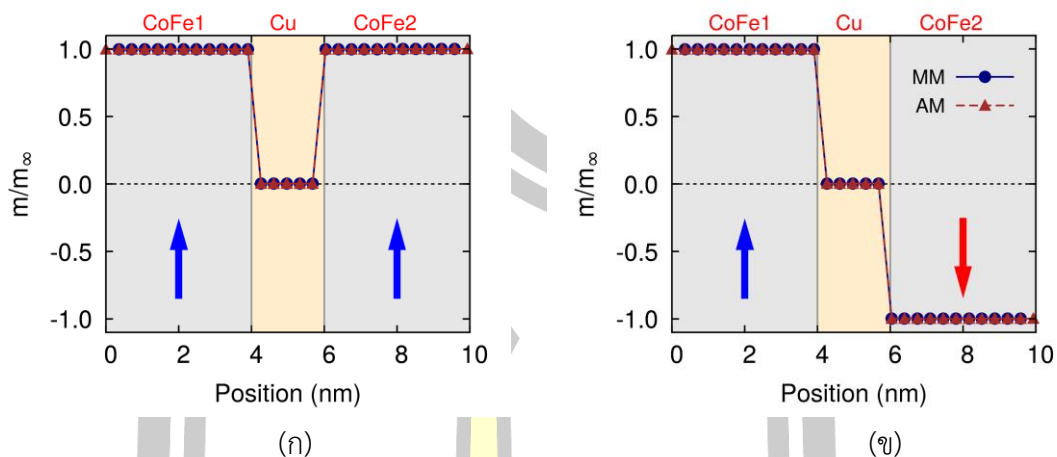 CoFe1 Cu CoFe2
1.0
0.5
0.0
-0.5
-1.0
m/m∞
0 2 4 6 8 10
Position (nm)
(ก)
CoFe1 Cu CoFe2
MM
AM
1.0
0.5
0.0
-0.5
-1.0
m/m∞
0 2 4 6 8 10
Position (nm)
(ข)